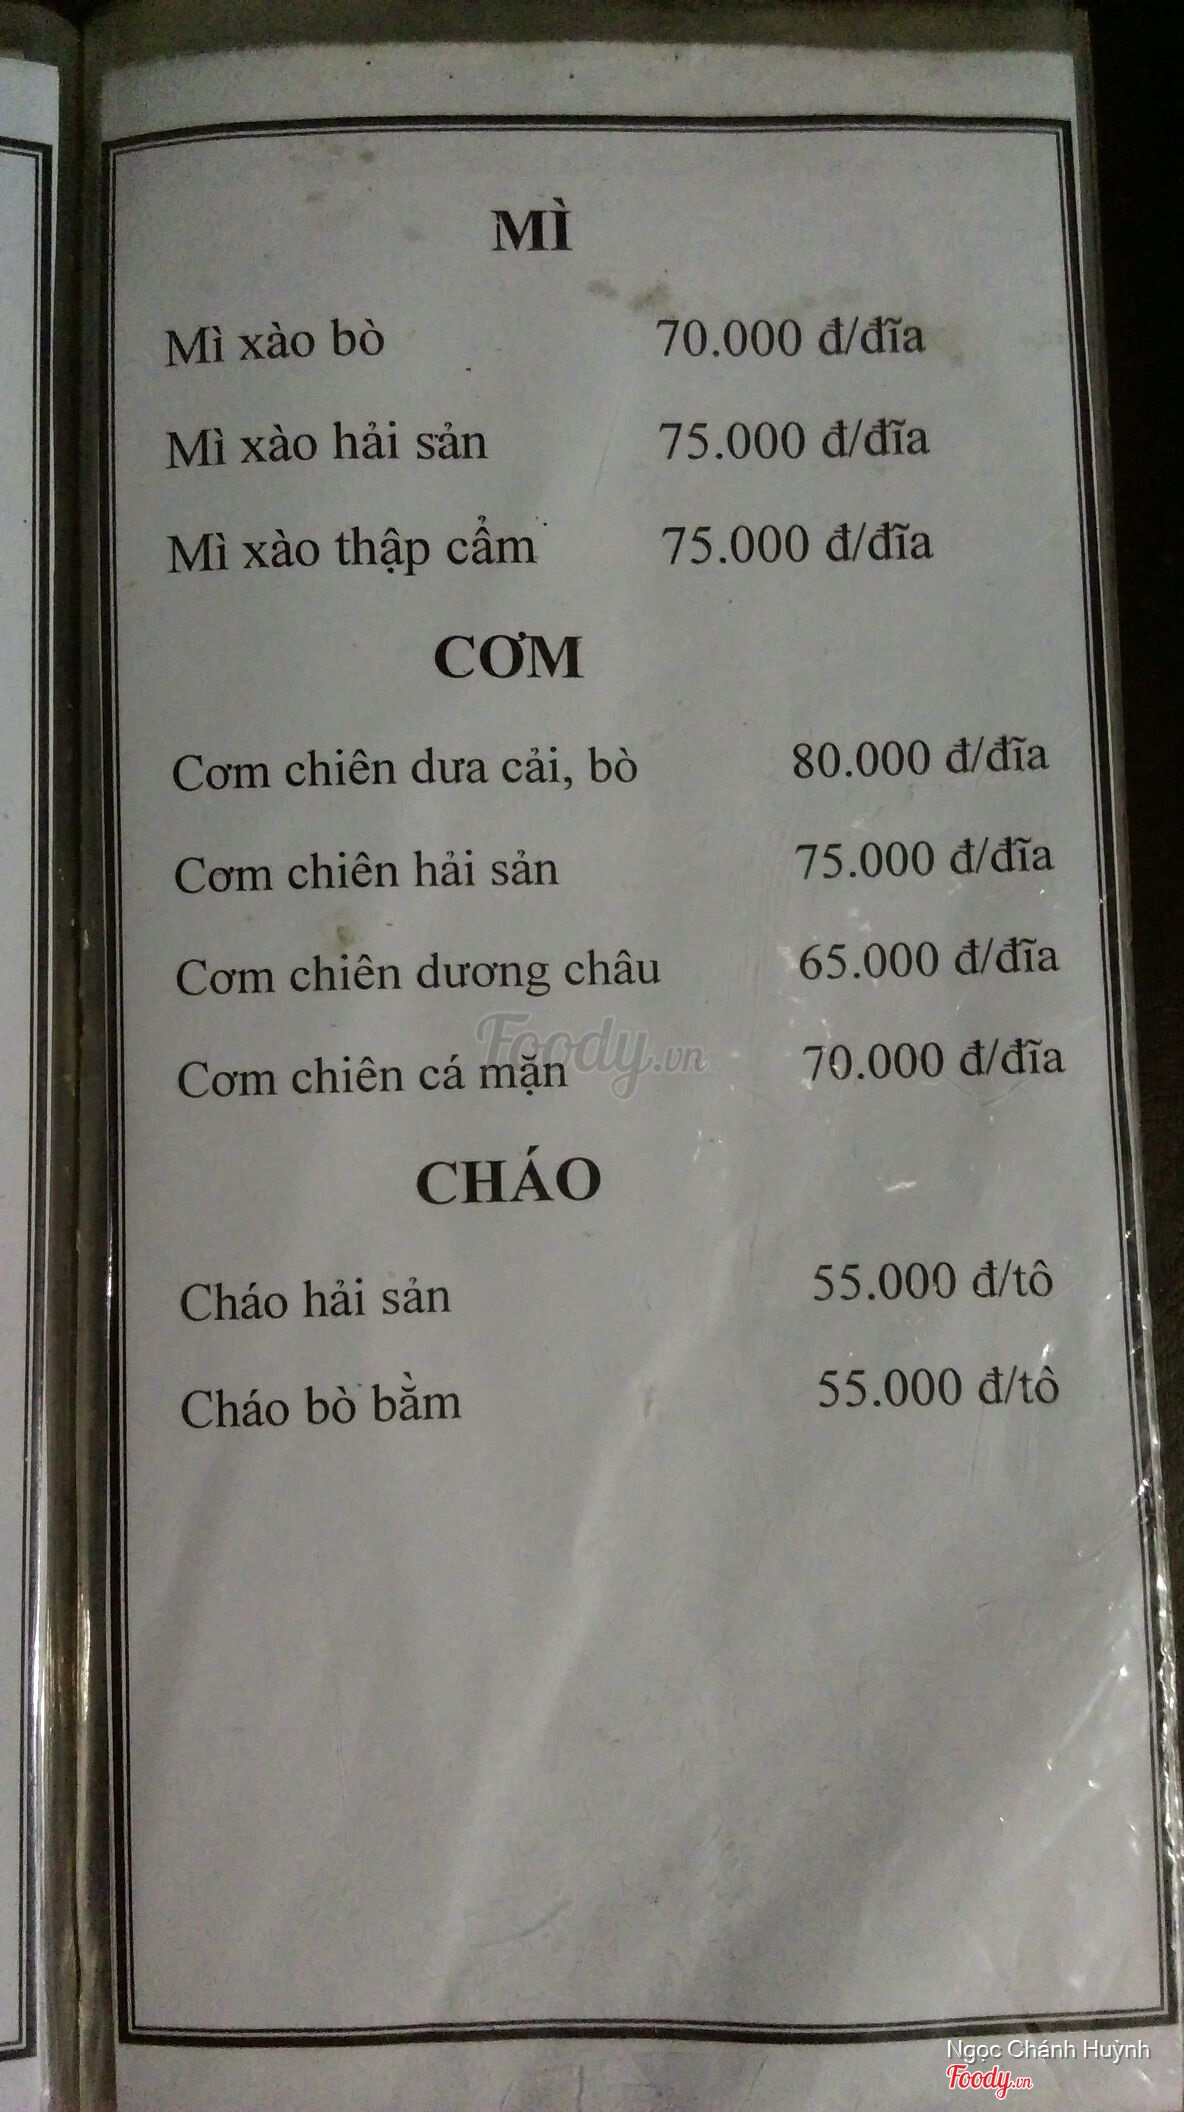 MÌ
Mì xào bò 70.000 đ/đĩa
Mì xào hải sản 75.000 đ/đĩa
Mì xào thập cẩm 75.000 đ/đĩa
CƠM
Cơm chiên dưa cải, bò 80.000 đ/đĩa
Cơm chiên hải sản 75.000 đ/đĩa
Cơm chiên dương châu 65.000 đ/đĩa
Foody.vn
Cơm chiên cá mặn 70.000 đ/đĩa
CHÁO
Cháo hải sản 55.000 đ/tô
Cháo bò bằm 55.000 đ/tô
Ngọc Chánh Huỳnh
Foody.vn